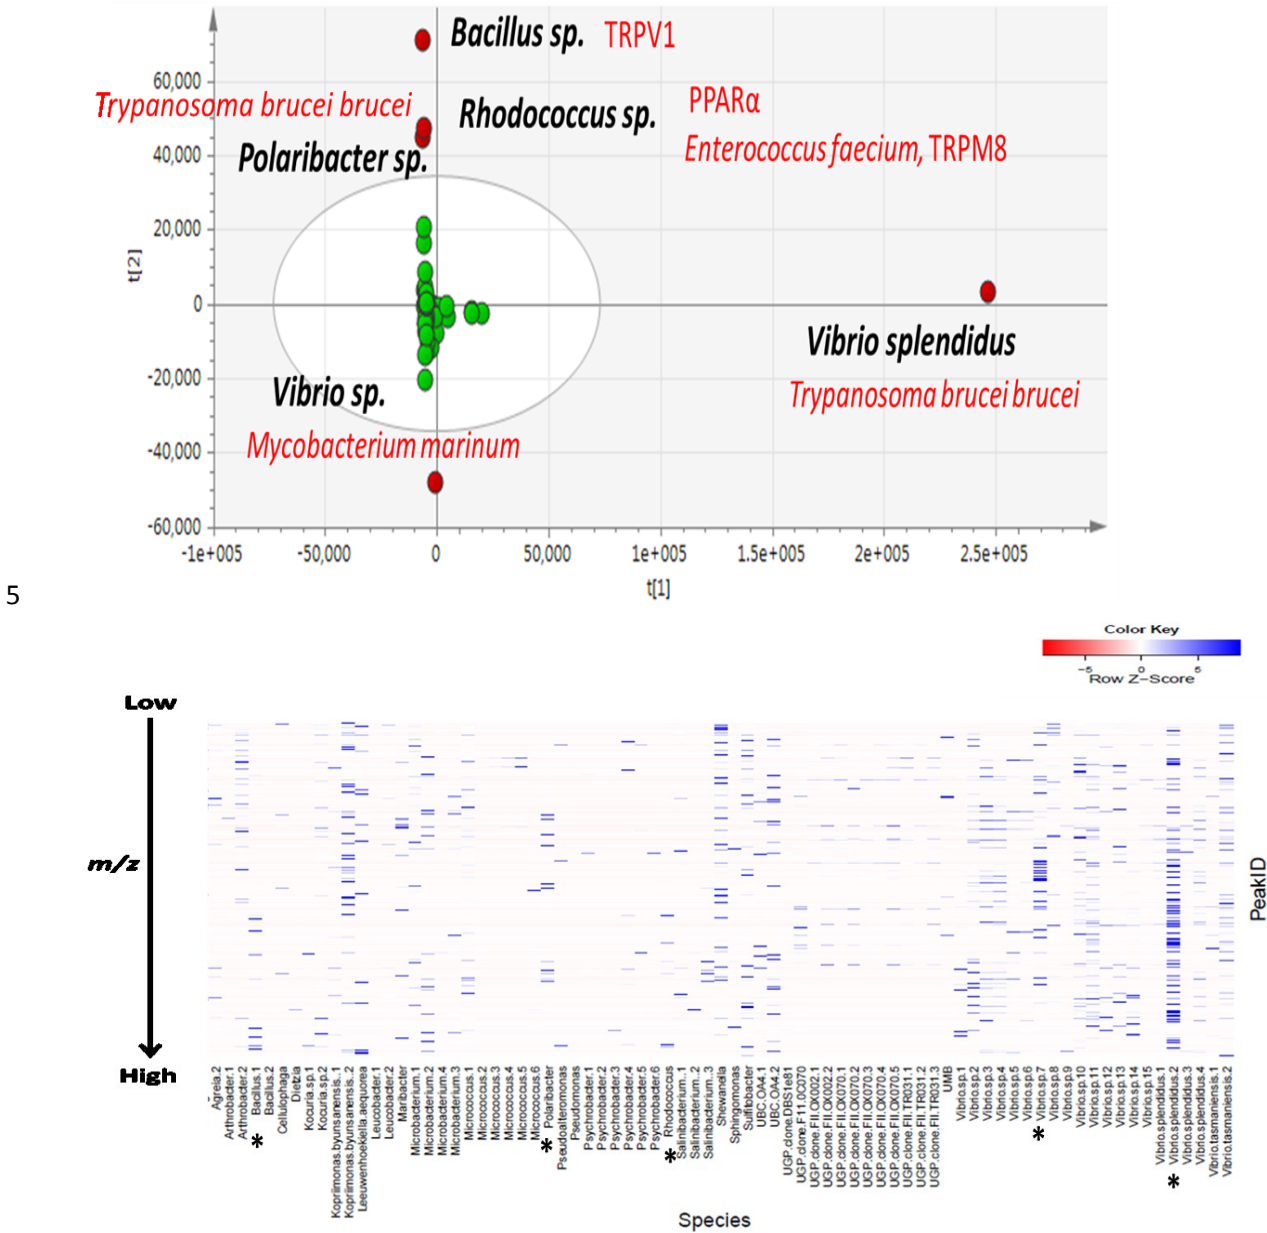 Bacillus sp. TRPV1
60,000
Trypanosoma brucei brucei
PPARα
Rhodococcus sp.
Enterococcus faecium, TRPM8
40,000
Polaribacter sp.
20,000
t[2]
0
Vibrio splendidus
-20,000
Vibrio sp.
Trypanosoma brucei brucei
-40,000
Mycobacterium marinum
-60,000
-1e+005 -50,000 0 50,000 1e+005 1.5e+005 2e+005 2.5e+005
t[1]
5
Color Key
-5 0 5
Row Z-Score
Low
m/z
High
PeakID
Agreia.2
Arthrobacter.1
Arthrobacter.2
Bacillus.1
*
Bacillus.2
Cellulophaga
Dietzia
Kocuria.sp.1
Kocuria.sp.2
Kopriimonas.byunsanensis..1
Kopriimonas.byunsanensis..2
Leeuwenhoekiella.aequorea
Leucobacter.1
Leucobacter.2
Maribacter
Microbacterium.1
Microbacterium.2
Microbacterium.4
Microbacterium.3
Micrococcus.1
Micrococcus.2
Micrococcus.3
Micrococcus.4
Micrococcus.5
Micrococcus.6
Polaribacter
*
Pseudoalteromonas
Pseudomonas
Psychrobacter.1
Psychrobacter.2
Psychrobacter.3
Psychrobacter.4
Psychrobacter.5
Psychrobacter.6
Rhodococcus
*
Salinibacterium..1
Salinibacterium..2
Salinibacterium..3
Shewanella
Sphingomonas
Sulfitobacter
UBC.OA4.1
UBC.OA4.2
UGP.clone.DBS1e81
UGP.clone.F11.0C070
UGP.clone.FII.OX002.1
UGP.clone.FII.OX002.2
UGP.clone.FII.OX070.1
UGP.clone.FII.OX070.2
UGP.clone.FII.OX070.3
UGP.clone.FII.OX070.4
UGP.clone.FII.OX070.5
UGP.clone.FII.TR031.1
UGP.clone.FII.TR031.2
UGP.clone.FII.TR031.3
UMB
Vibrio.sp.1
Vibrio.sp.2
Vibrio.sp.3
Vibrio.sp.4
Vibrio.sp.5
Vibrio.sp.6
Vibrio.sp.7
*
Vibrio.sp.8
Vibrio.sp.9
Vibrio.sp.10
Vibrio.sp.11
Vibrio.sp.12
Vibrio.sp.13
Vibrio.sp.14
Vibrio.sp.15
Vibrio.splendidus.1
Vibrio.splendidus.2
*
Vibrio.splendidus.3
Vibrio.splendidus.4
Vibrio.tasmaniensis.1
Vibrio.tasmaniensis.2
Species